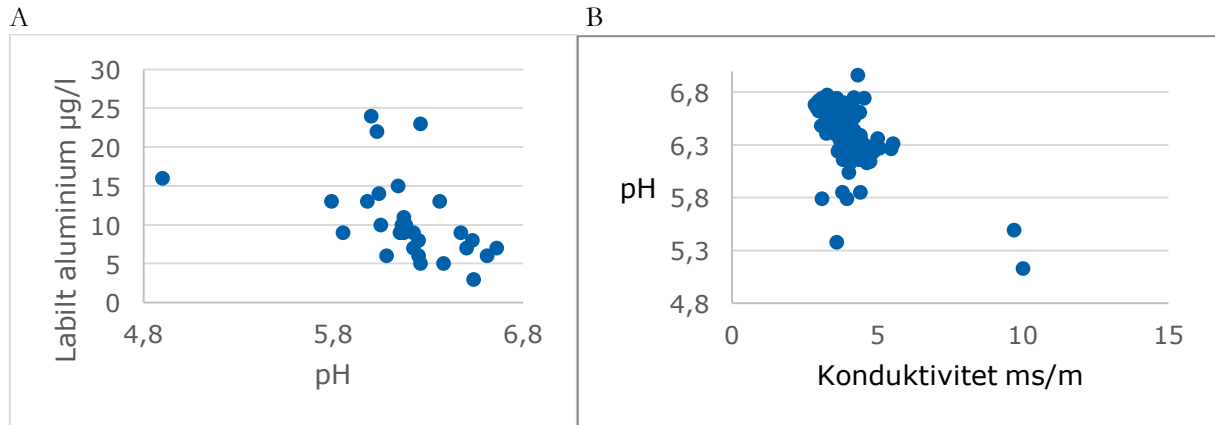 A
Labilt aluminium µg/l
30
25
20
15
10
5
0
4,8 5,8 6,8
pH
B
pH
6,8
6,3
5,8
5,3
4,8
0 5 10 15
Konduktivitet ms/m